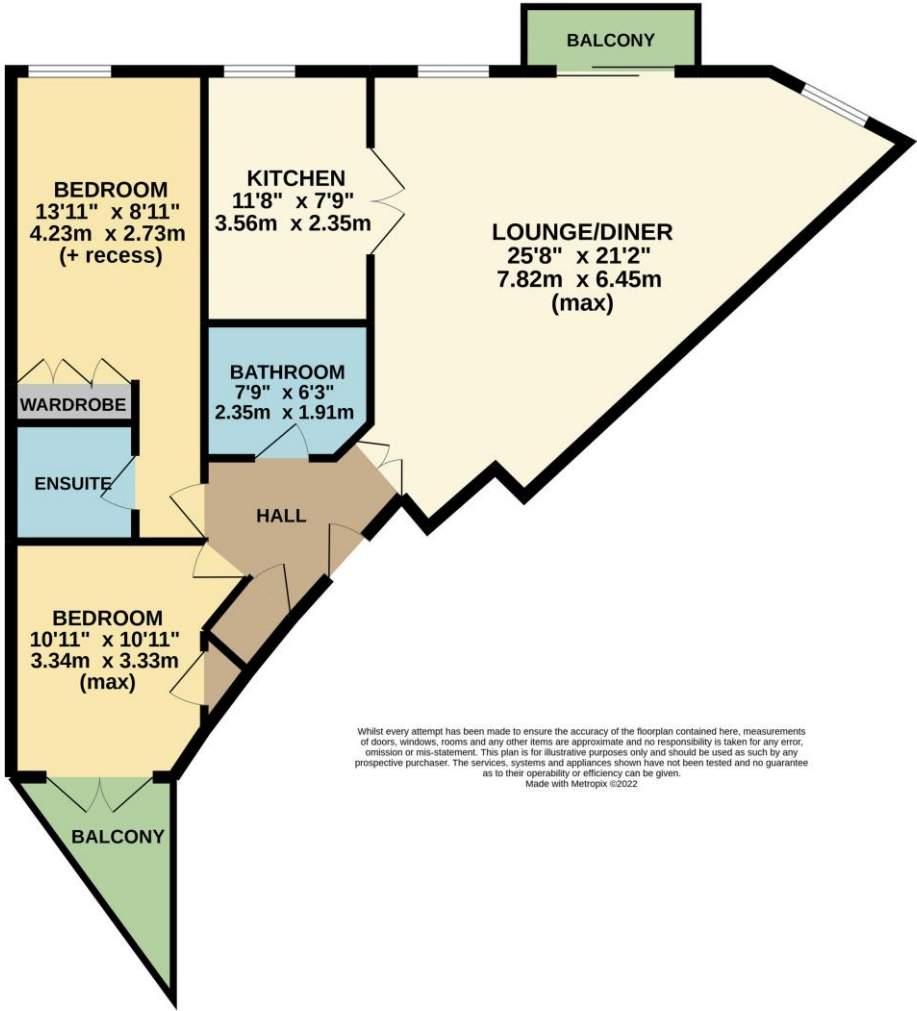 BALCONY
BEDROOM
13'11" x 8'11"
4.23m x 2.73m
(+ recess)
KITCHEN
11'8" x 7'9"
3.56m x 2.35m
LOUNGE/DINER
25'8" x 21'2"
7.82m x 6.45m
(max)
BATHROOM
7'9" x 6'3"
2.35m x 1.91m
WARDROBE
ENSUITE
HALL
BEDROOM
10'11" x 10'11"
3.34m x 3.33m
(max)
BALCONY
Whilst every attempt has been made to ensure the accuracy of the floorplan contained here, measurements
of doors, windows, rooms and any other items are approximate and no responsibility is taken for any error,
omission or mis-statement. This plan is for illustrative purposes only and should be used as such by any
prospective purchaser. The services, systems and appliances shown have not been tested and no guarantee
as to their operability or efficiency can be given.
Made with Metropix ©2022